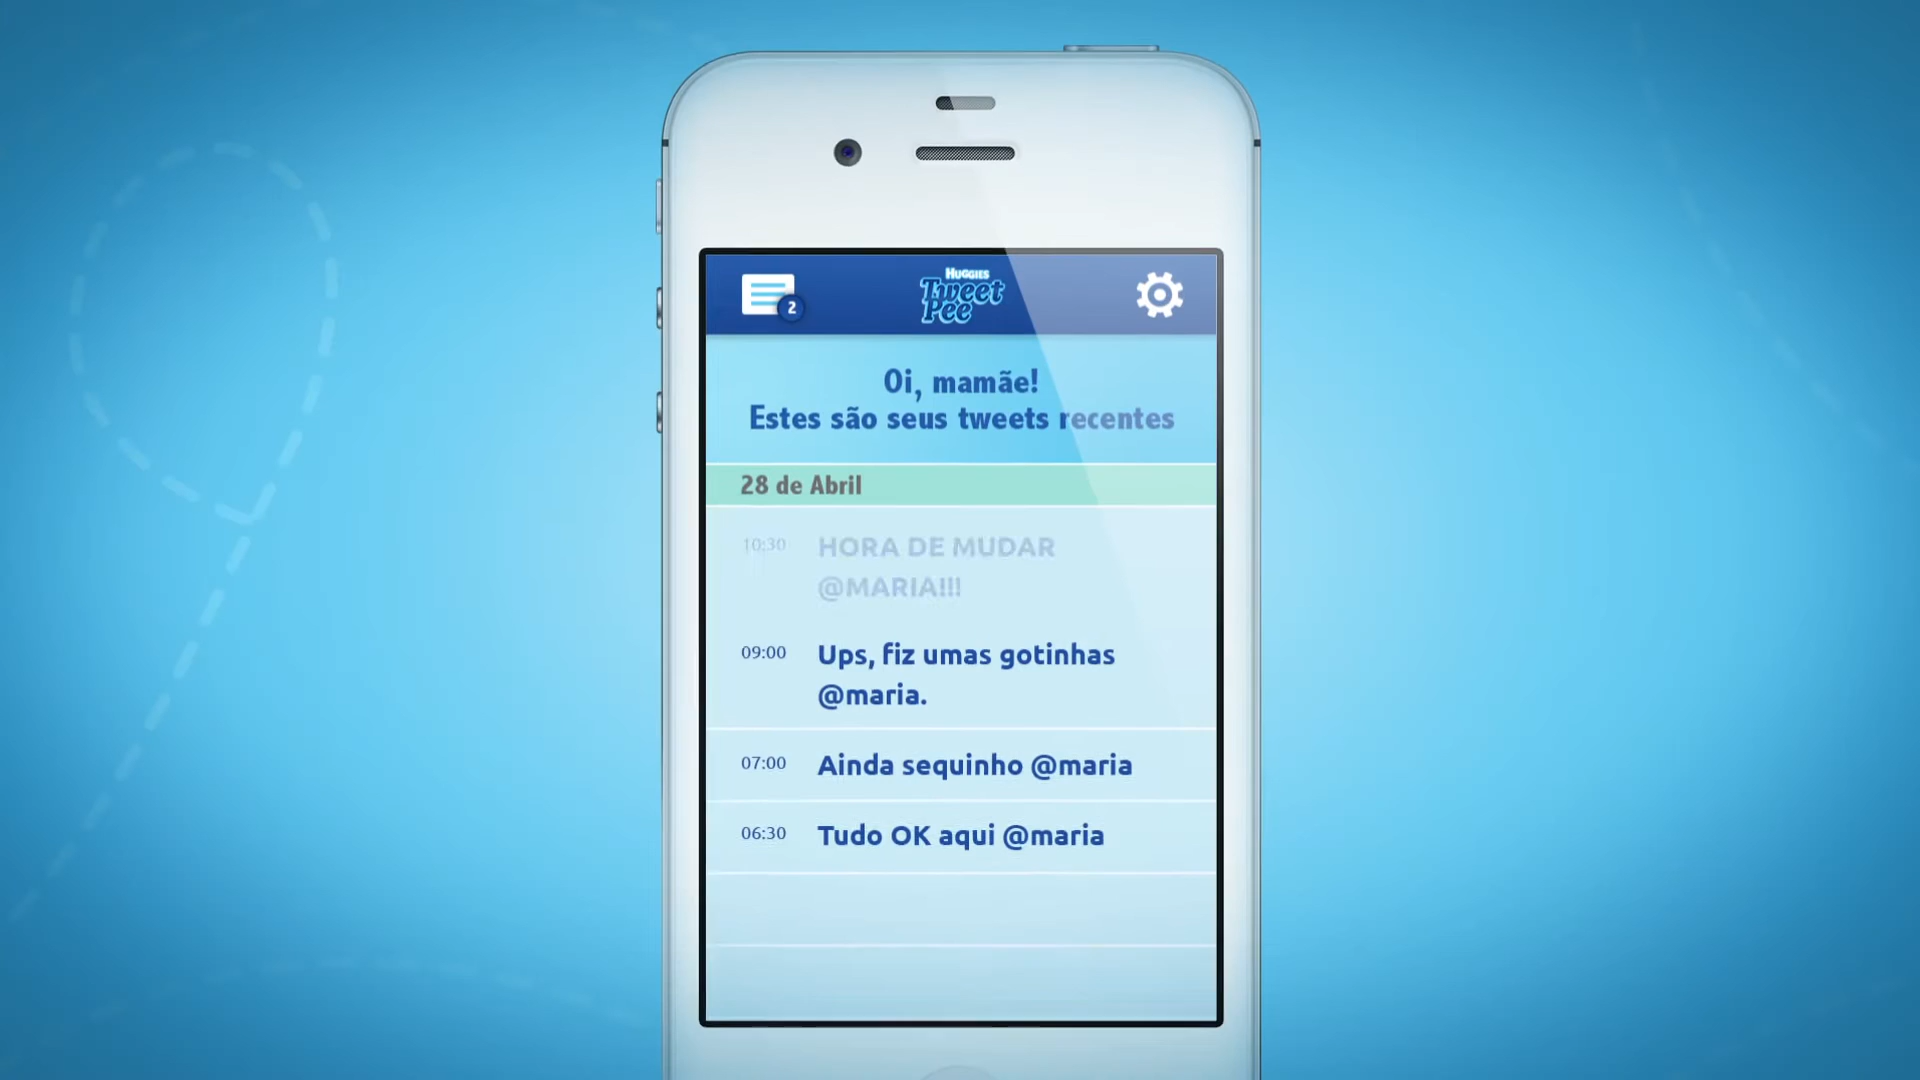 2
HUGGIES
Tweet
Pee
Oi, mamãe!
Estes são seus tweets recentes
28 de Abril
10:30 HORA DE MUDAR
@MARIA!!!
09:00 Ups, fiz umas gotinhas
@maria.
07:00 Ainda sequinho @maria
06:30 Tudo OK aqui @maria